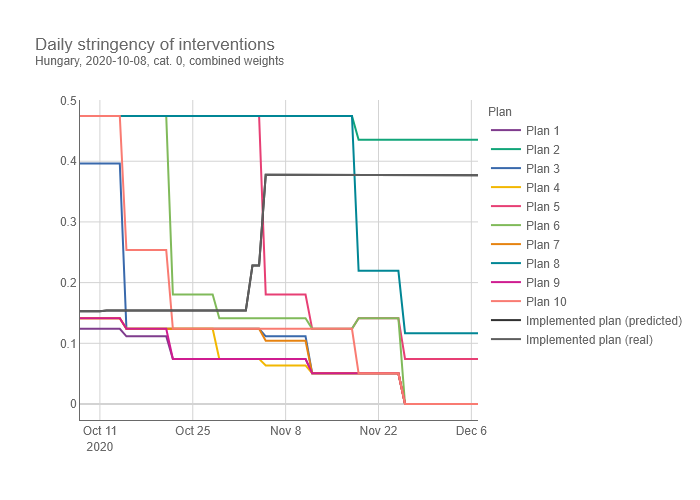 Daily stringency of interventions
Hungary, 2020-10-08, cat. 0, combined weights
0.5
0.4
0.3
0.2
0.1
0
Oct 11
2020
Oct 25
Nov 8
Nov 22
Dec 6
Plan
Plan 1
Plan 2
Plan 3
Plan 4
Plan 5
Plan 6
Plan 7
Plan 8
Plan 9
Plan 10
Implemented plan (predicted)
Implemented plan (real)